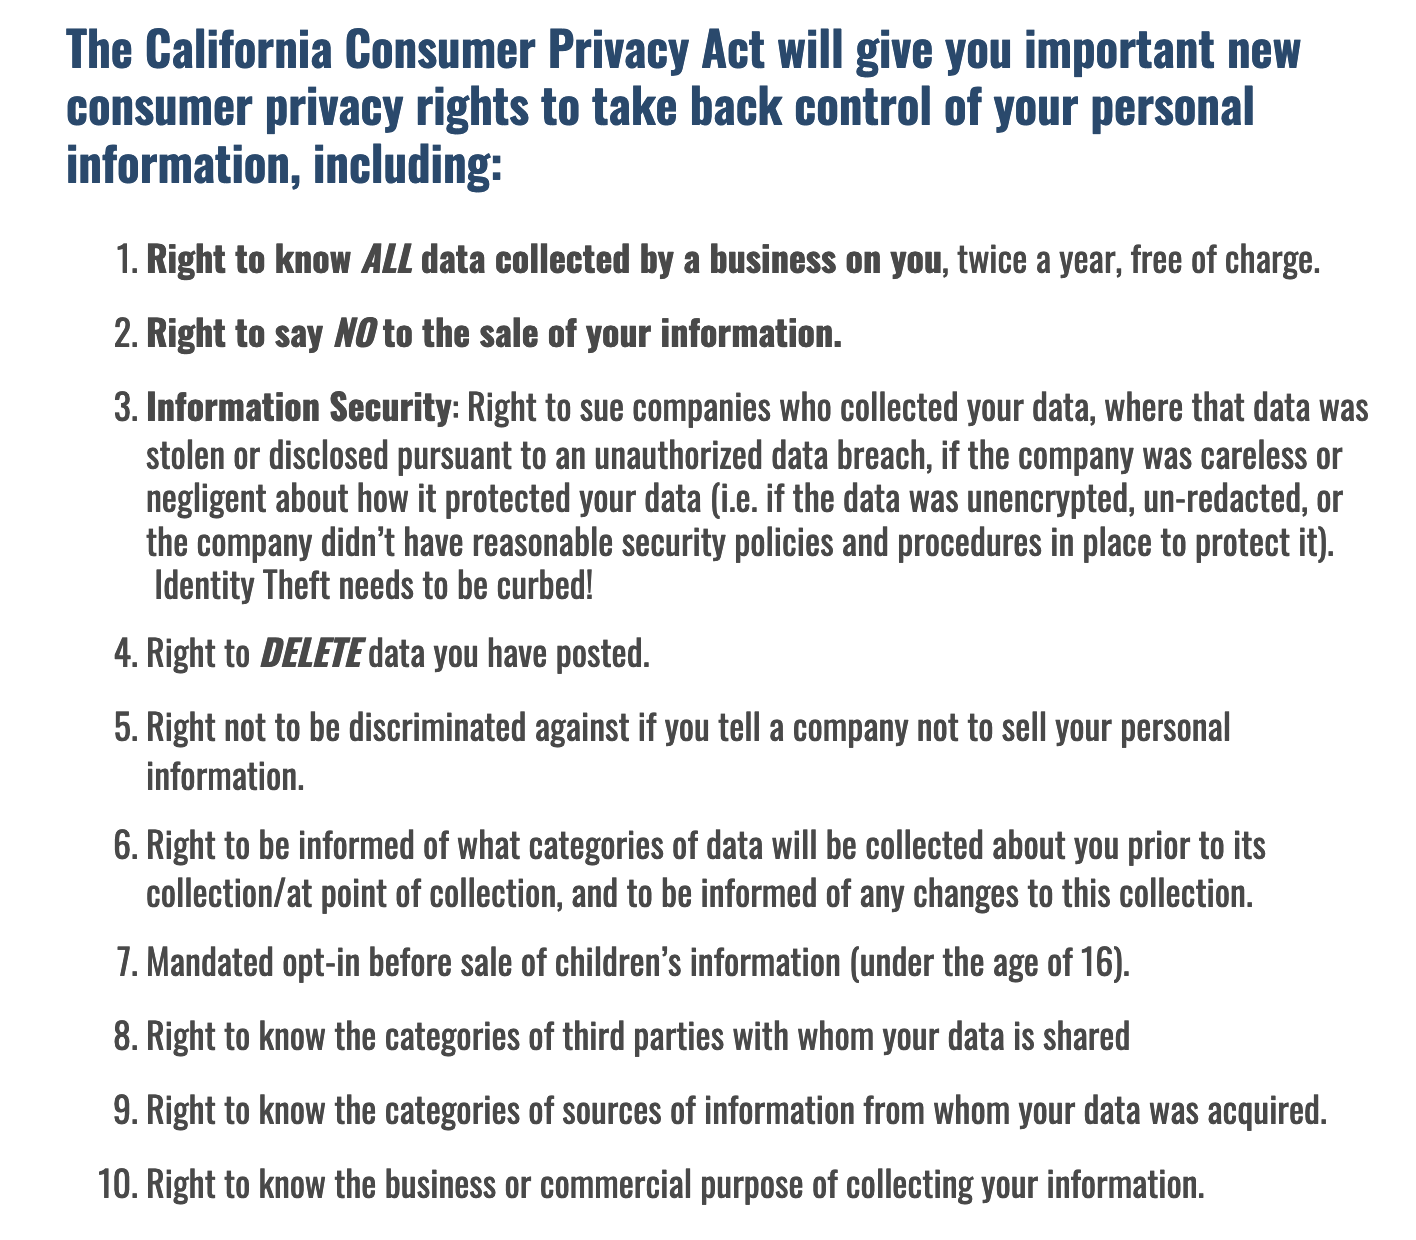 The California Consumer Privacy Act will give you important new
consumer privacy rights to take back control of your personal
information, including:
1. Right to know ALL data collected by a business on you, twice a year, free of charge.
2. Right to say NO to the sale of your information.
3. Information Security: Right to sue companies who collected your data, where that data was
stolen or disclosed pursuant to an unauthorized data breach, if the company was careless or
negligent about how it protected your data (i.e. if the data was unencrypted, un-redacted, or
the company didn’t have reasonable security policies and procedures in place to protect it).
Identity Theft needs to be curbed!
4. Right to DELETE data you have posted.
5. Right not to be discriminated against if you tell a company not to sell your personal
information.
6. Right to be informed of what categories of data will be collected about you prior to its
collection/at point of collection, and to be informed of any changes to this collection.
7. Mandated opt-in before sale of children’s information (under the age of 16).
8. Right to know the categories of third parties with whom your data is shared
9. Right to know the categories of sources of information from whom your data was acquired.
10. Right to know the business or commercial purpose of collecting your information.